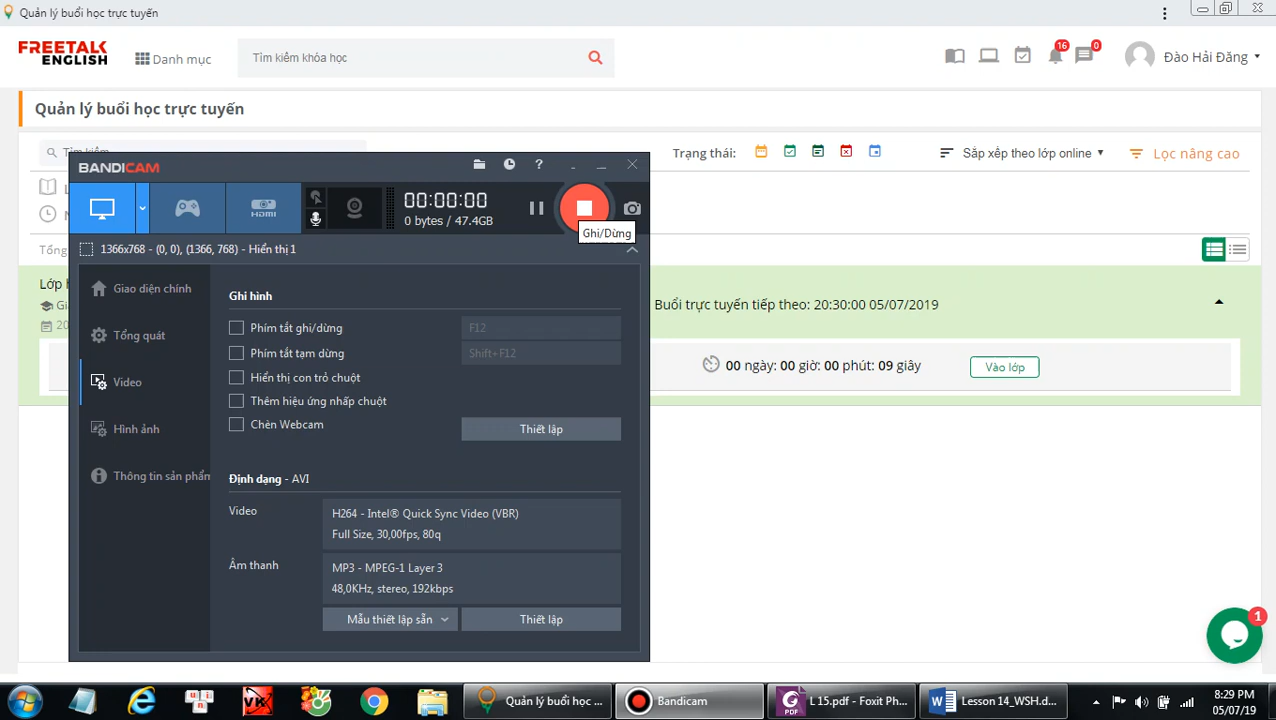 Quản lý buổi học trực tuyến
FREETALK
ENGLISH
Danh mục
Tìm kiếm khóa học
16
0
Đào Hải Đăng
Quản lý buổi học trực tuyến
Trạng thái:
Sắp xếp theo lớp online
Lọc nâng cao
BANDICAM
HDMI
00:00:00
0 bytes / 47.4GB
Ghi/Dừng
1366x768 - (0, 0), (1366, 768) - Hiển thị 1
Giao diện chính
Tổng quát
Video
Hình ảnh
Thông tin sản phẩm
Ghi hình
Phím tắt ghi/dừng
F12
Phím tắt tạm dừng
Shift+F12
Hiển thị con trỏ chuột
Thêm hiệu ứng nhấp chuột
Chèn Webcam
Thiết lập
Định dạng - AVI
Video
H264 - Intel® Quick Sync Video (VBR)
Full Size, 30,00fps, 80q
Âm thanh
MP3 - MPEG-1 Layer 3
48,0KHz, stereo, 192kbps
Mẫu thiết lập sẵn
Thiết lập
Buổi trực tuyến tiếp theo: 20:30:00 05/07/2019
00 ngày: 00 giờ: 00 phút: 09 giây
Vào lớp
1
Quản lý buổi học ...
Bandicam
L 15.pdf - Foxit Ph...
Lesson 14_WSH.d...
8:29 PM
05/07/19